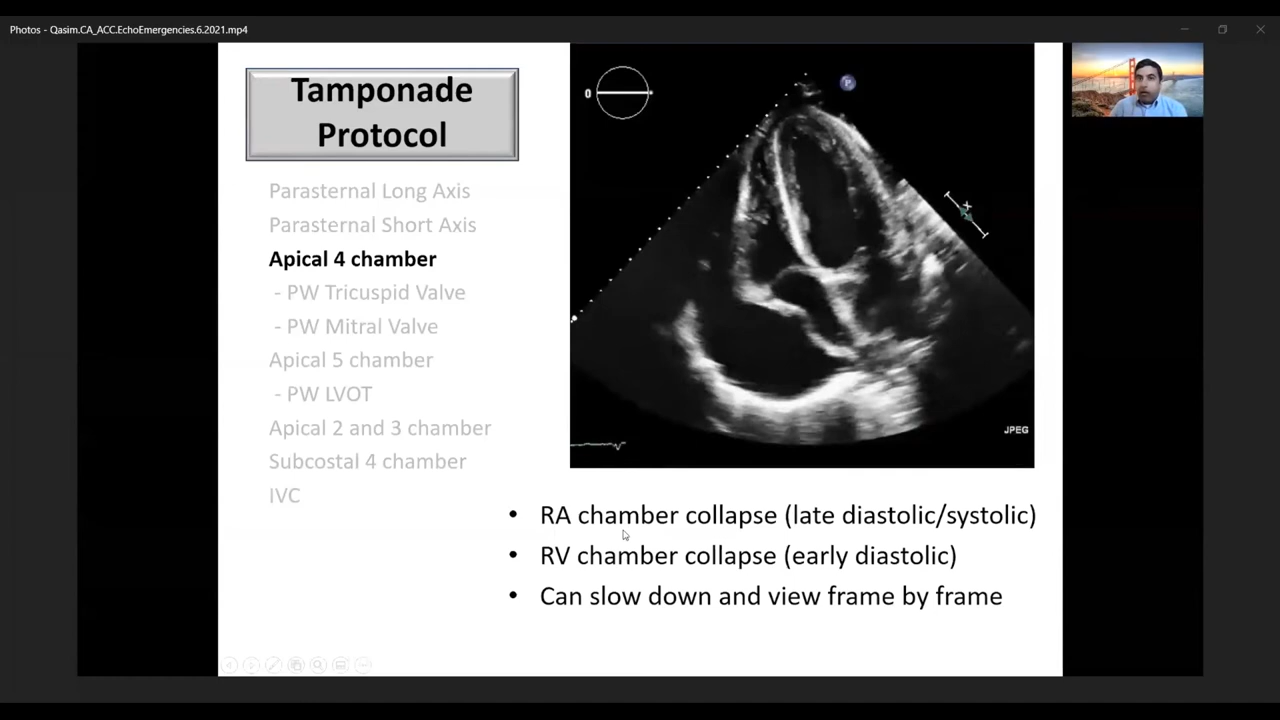 Photos - Qasim.CA_ACC.EchoEmergencies.6.2021.mp4
Tamponade
Protocol
Parasternal Long Axis
Parasternal Short Axis
Apical 4 chamber
- PW Tricuspid Valve
- PW Mitral Valve
Apical 5 chamber
- PW LVOT
Apical 2 and 3 chamber
Subcostal 4 chamber
IVC
0
P
x
JPEG
• RA chamber collapse (late diastolic/systolic)
• RV chamber collapse (early diastolic)
• Can slow down and view frame by frame